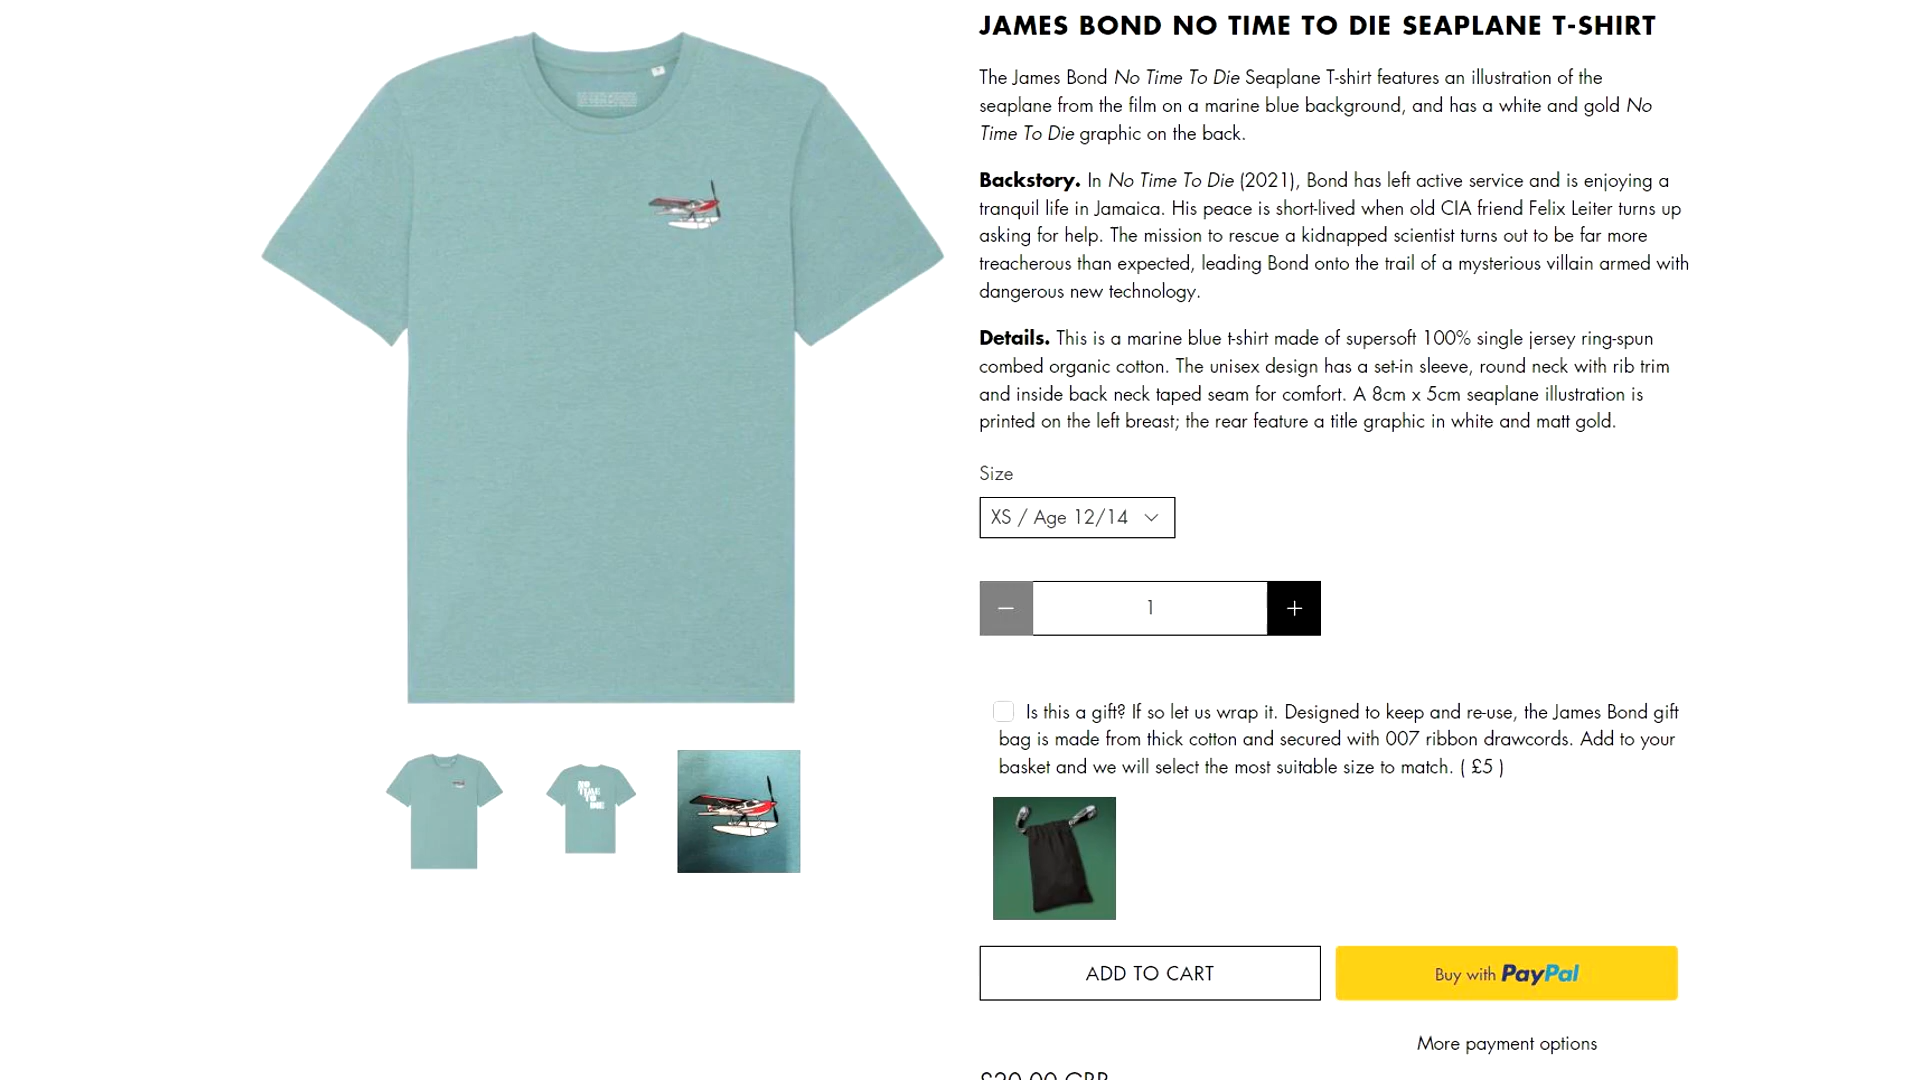 JAMES BOND NO TIME TO DIE SEAPLANE T-SHIRT
The James Bond No Time To Die Seaplane T-shirt features an illustration of the
seaplane from the film on a marine blue background, and has a white and gold No
Time To Die graphic on the back.
Backstory. In No Time To Die (2021), Bond has left active service and is enjoying a
tranquil life in Jamaica. His peace is short-lived when old CIA friend Felix Leiter turns up
asking for help. The mission to rescue a kidnapped scientist turns out to be far more
treacherous than expected, leading Bond onto the trail of a mysterious villain armed with
dangerous new technology.
Details. This is a marine blue t-shirt made of supersoft 100% single jersey ring-spun
combed organic cotton. The unisex design has a set-in sleeve, round neck with rib trim
and inside back neck taped seam for comfort. A 8cm x 5cm seaplane illustration is
printed on the left breast; the rear feature a title graphic in white and matt gold.
Size
XS / Age 12/14
1
Is this a gift? If so let us wrap it. Designed to keep and re-use, the James Bond gift
bag is made from thick cotton and secured with 007 ribbon drawcords. Add to your
basket and we will select the most suitable size to match. ( £5 )
NO
TIME
TO
DIE
ADD TO CART
Buy with PayPal
More payment options